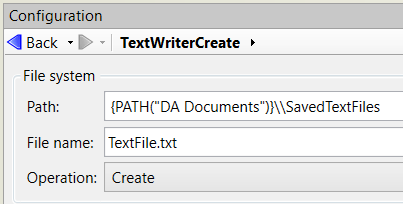 Configuration
Back TextWriterCreate
File system
Path: {PATH("DA Documents")}\\SavedTextFiles
File name: TextFile.txt
Operation: Create